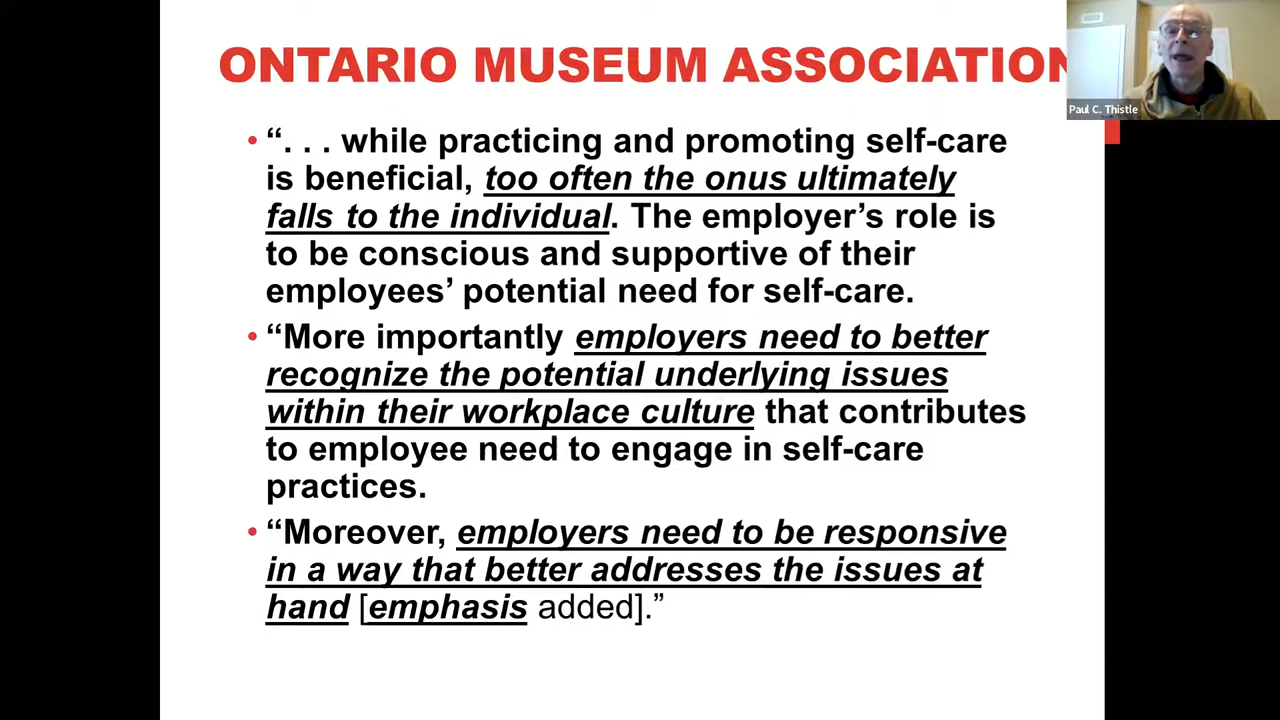 ONTARIO MUSEUM ASSOCIATION
Paul C. Thistle
• “. . . while practicing and promoting self-care
is beneficial, too often the onus ultimately
falls to the individual. The employer’s role is
to be conscious and supportive of their
employees’ potential need for self-care.
• “More importantly employers need to better
recognize the potential underlying issues
within their workplace culture that contributes
to employee need to engage in self-care
practices.
• “Moreover, employers need to be responsive
in a way that better addresses the issues at
hand [emphasis added].”